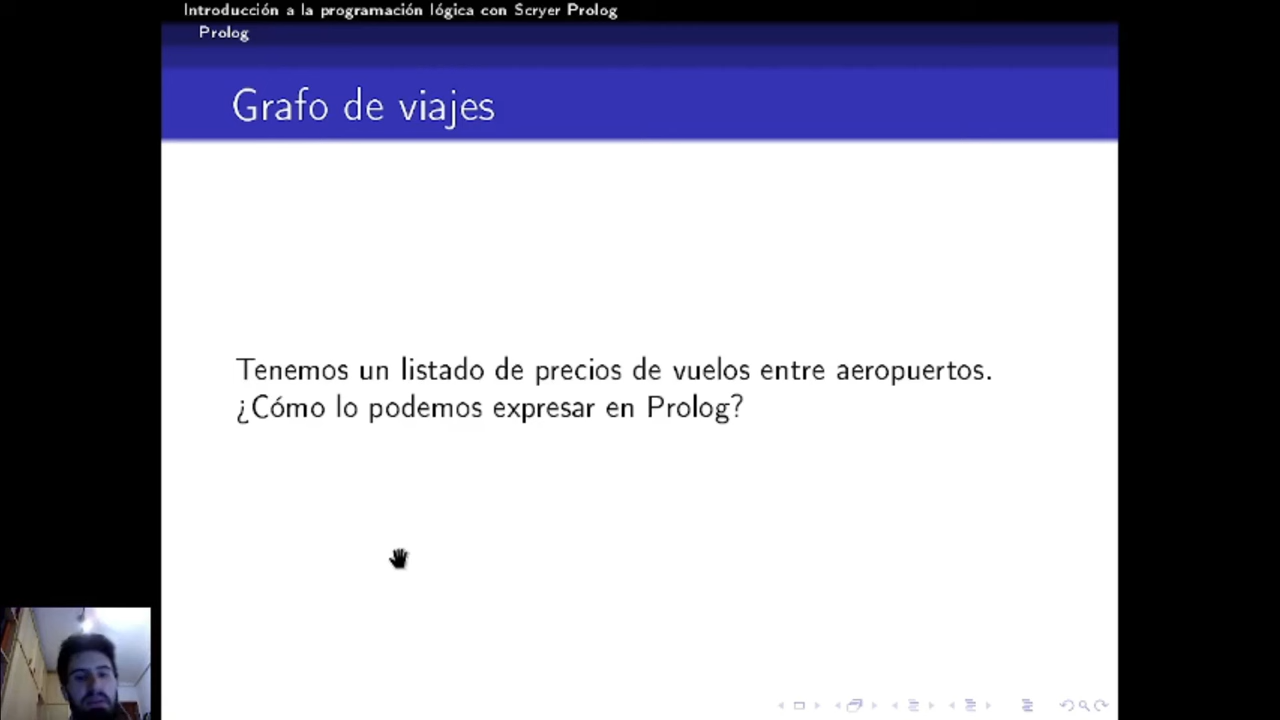 Introducción a la programación lógica con Scryer Prolog
Prolog
Grafo de viajes
Tenemos un listado de precios de vuelos entre aeropuertos.
¿Cómo lo podemos expresar en Prolog?